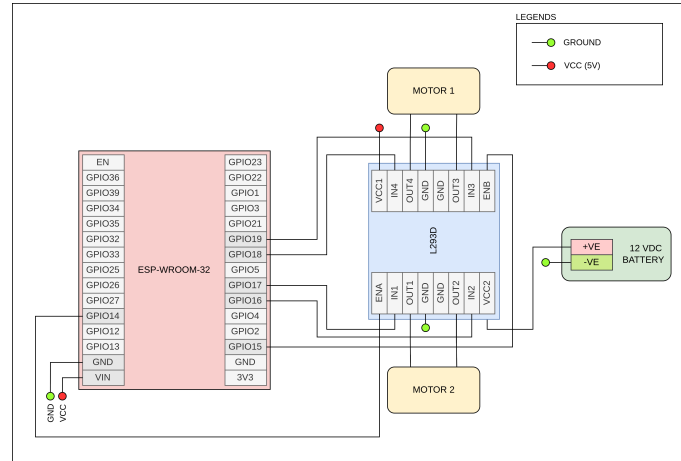 LEGENDS
GROUND
VCC (5V)
MOTOR 1
EN
GPIO36
GPIO39
GPIO34
GPIO35
GPIO32
GPIO33
GPIO25
GPIO26
GPIO27
GPIO14
GPIO12
GPIO13
GND
VIN
ESP-WROOM-32
GPIO23
GPIO22
GPIO1
GPIO3
GPIO21
GPIO19
GPIO18
GPIO5
GPIO17
GPIO16
GPIO4
GPIO2
GPIO15
GND
3V3
GND
VCC
VCC1
IN4
OUT4
GND
GND
OUT3
IN3
ENB
L293D
ENA
IN1
OUT1
GND
GND
OUT2
IN2
VCC2
MOTOR 2
+VE
-VE
12 VDC
BATTERY